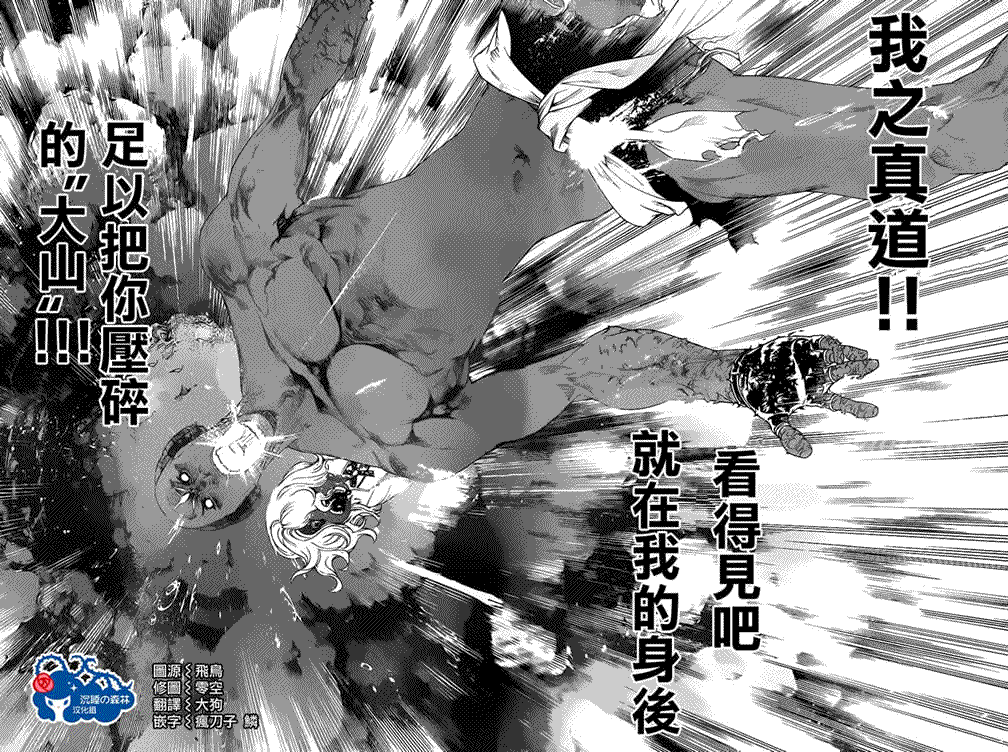 我之真道!!
看得見吧
就在我的身後
足以把你壓碎
的"大山"!!!
沉睡の森林
汉化組
圖源〜飛鳥
修圖〜零空
翻譯〜大狗
嵌字〜瘋刀子 鱗